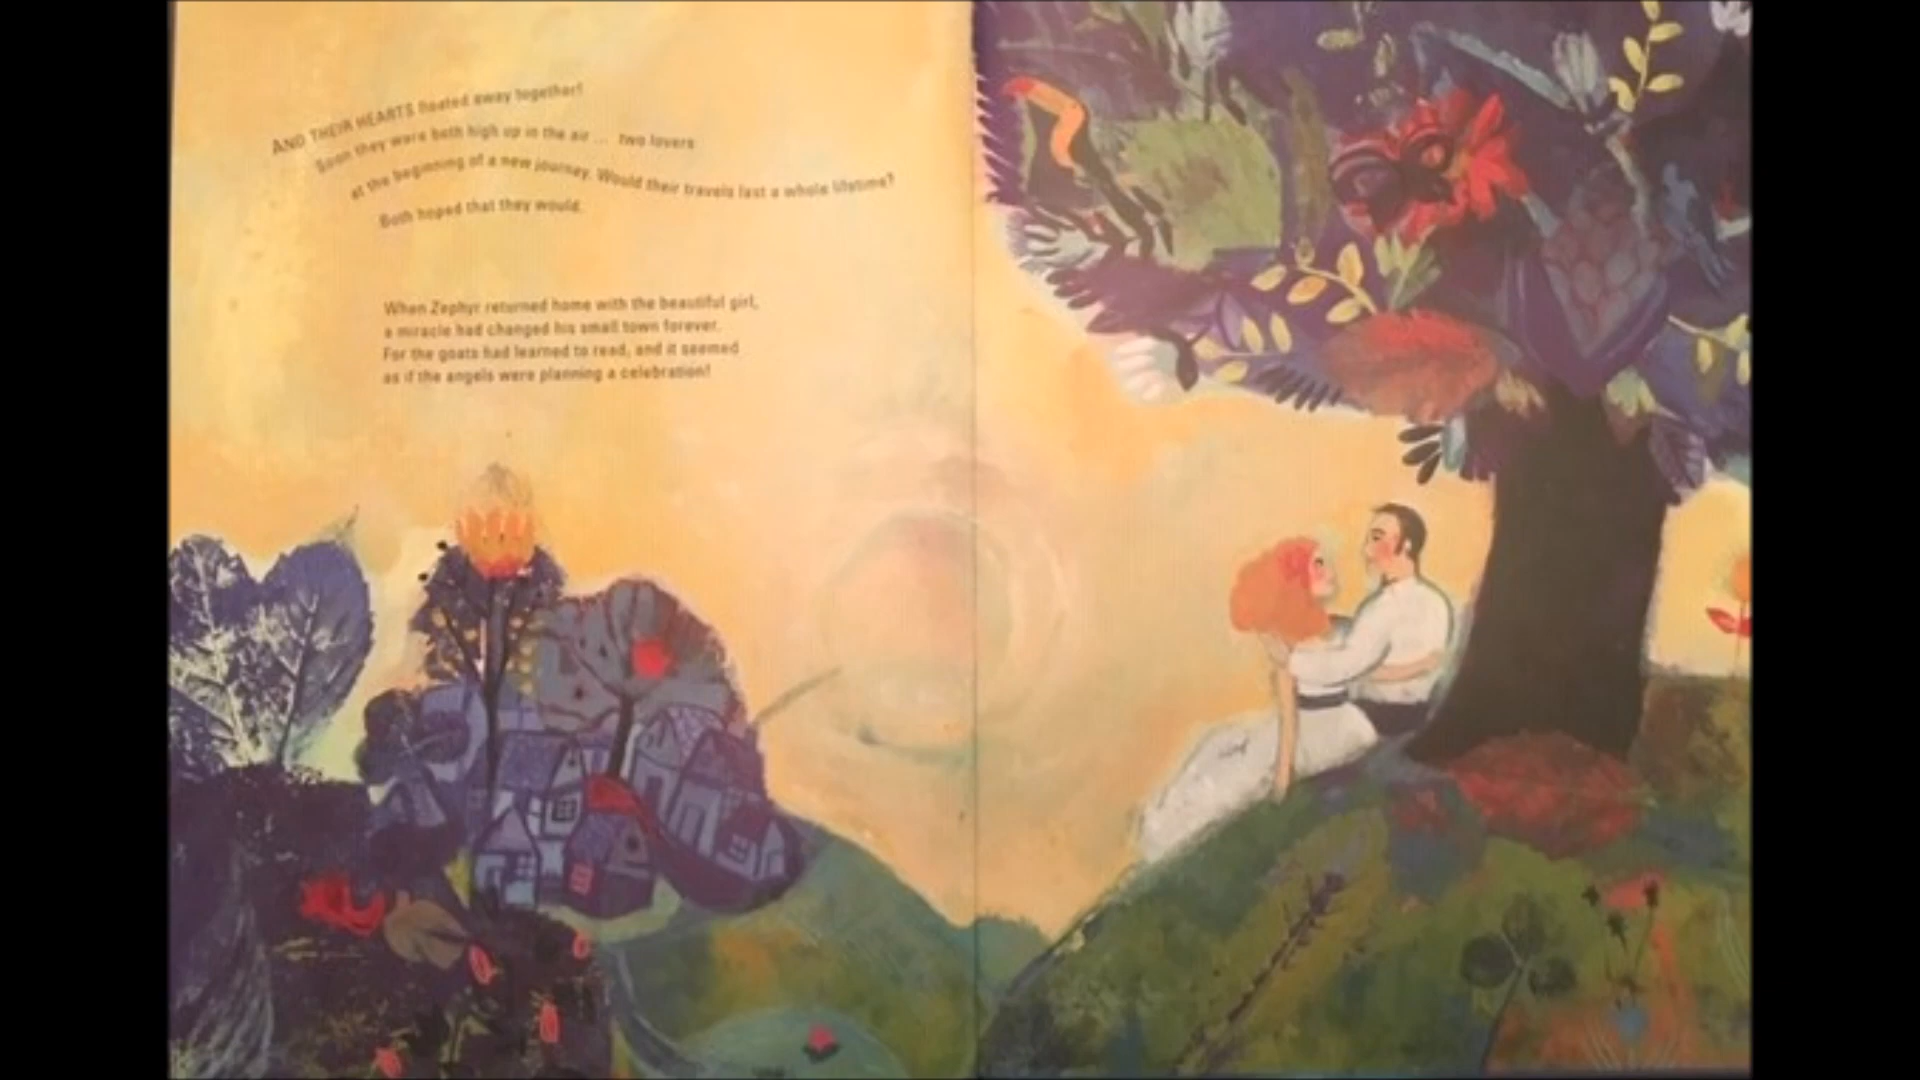 AND THEIR HEARTS floated away together!
Soon they were both high up in the air ... two lovers
at the beginning of a new journey. Would their travels last a whole lifetime?
Both hoped that they would.
When Zephyr returned home with the beautiful girl,
a miracle had changed his small town forever.
For the goats had learned to read, and it seemed
as if the angels were planning a celebration!